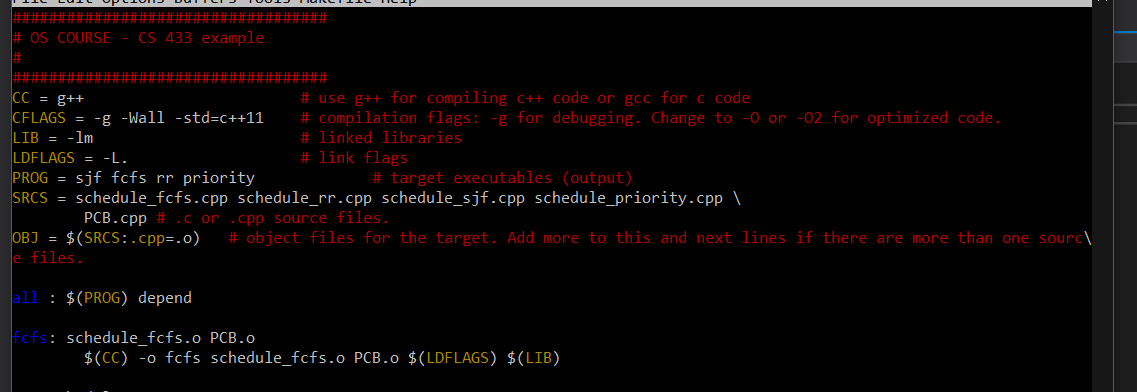 File Edit Options Buffers Tools Makefile Help
###################################
# OS COURSE - CS 433 example
#
###################################
CC = g++ # use g++ for compiling c++ code or gcc for c code
CFLAGS = -g -Wall -std=c++11 # compilation flags: -g for debugging. Change to -O or -O2 for optimized code.
LIB = -lm # linked libraries
LDFLAGS = -L. # link flags
PROG = sjf fcfs rr priority # target executables (output)
SRCS = schedule_fcfs.cpp schedule_rr.cpp schedule_sjf.cpp schedule_priority.cpp \
PCB.cpp # .c or .cpp source files.
OBJ = $(SRCS:.cpp=.o) # object files for the target. Add more to this and next lines if there are more than one sourc\
e files.
all : $(PROG) depend
fcfs: schedule_fcfs.o PCB.o
$(CC) -o fcfs schedule_fcfs.o PCB.o $(LDFLAGS) $(LIB)